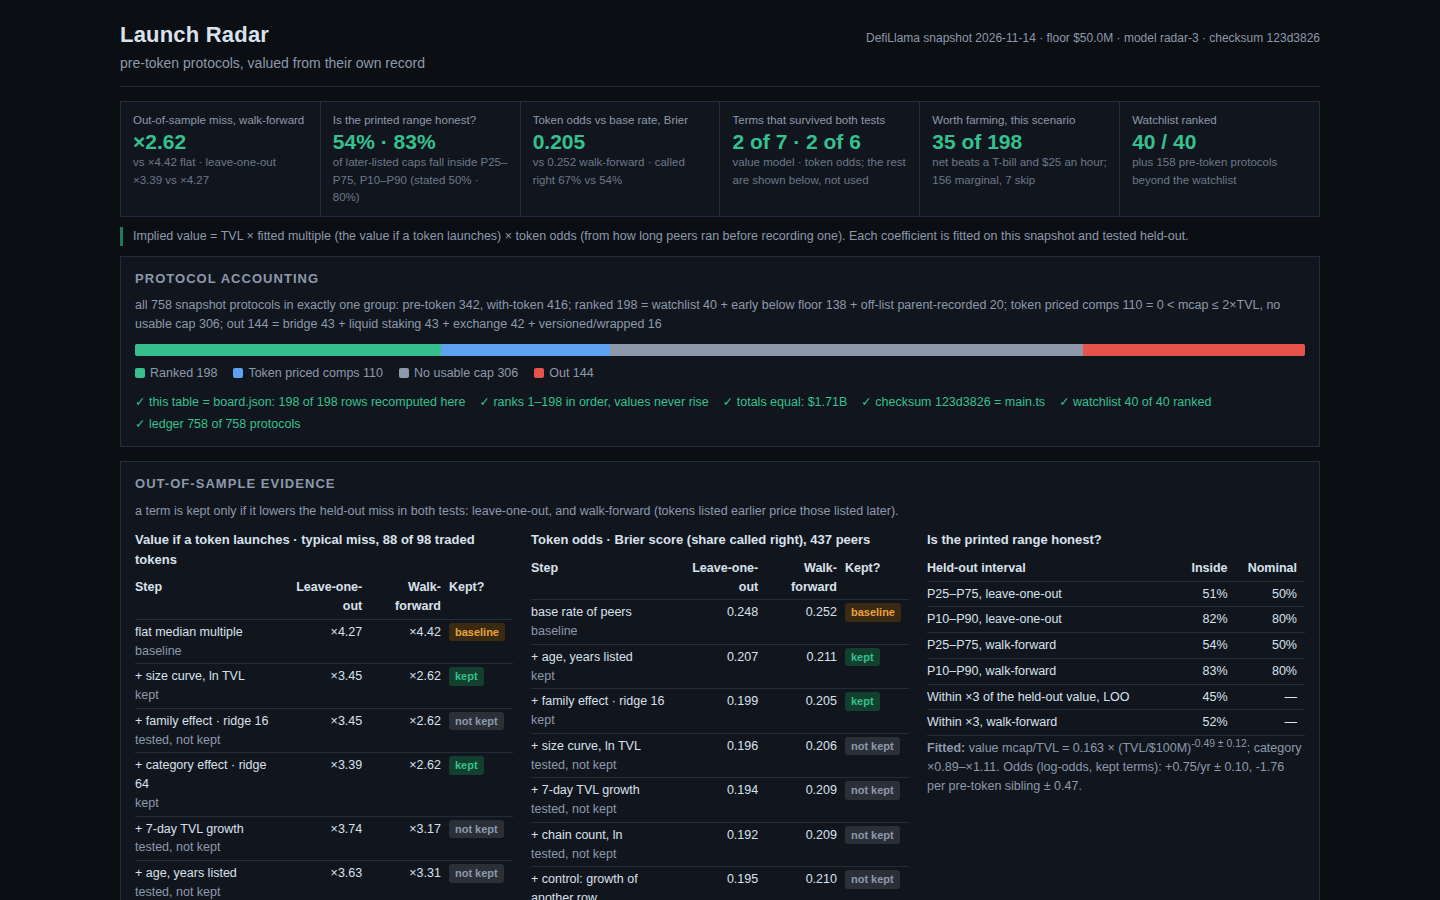 Launch Radar
DefiLlama snapshot 2026-11-14 · floor $50.0M · model radar-3 · checksum 123d3826
pre-token protocols, valued from their own record
Out-of-sample miss, walk-forward
×2.62
vs ×4.42 flat · leave-one-out
×3.39 vs ×4.27
Is the printed range honest?
54% · 83%
of later-listed caps fall inside P25–
P75, P10–P90 (stated 50% ·
80%)
Token odds vs base rate, Brier
0.205
vs 0.252 walk-forward · called
right 67% vs 54%
Terms that survived both tests
2 of 7 · 2 of 6
value model · token odds; the rest
are shown below, not used
Worth farming, this scenario
35 of 198
net beats a T-bill and $25 an hour;
156 marginal, 7 skip
Watchlist ranked
40 / 40
plus 158 pre-token protocols
beyond the watchlist
Implied value = TVL × fitted multiple (the value if a token launches) × token odds (from how long peers ran before recording one). Each coefficient is fitted on this snapshot and tested held-out.
PROTOCOL ACCOUNTING
all 758 snapshot protocols in exactly one group: pre-token 342, with-token 416; ranked 198 = watchlist 40 + early below floor 138 + off-list parent-recorded 20; token priced comps 110 = 0 < mcap ≤ 2×TVL, no
usable cap 306; out 144 = bridge 43 + liquid staking 43 + exchange 42 + versioned/wrapped 16
Ranked 198 Token priced comps 110 No usable cap 306 Out 144
✓ this table = board.json: 198 of 198 rows recomputed here ✓ ranks 1–198 in order, values never rise ✓ totals equal: $1.71B ✓ checksum 123d3826 = main.ts ✓ watchlist 40 of 40 ranked
✓ ledger 758 of 758 protocols
OUT-OF-SAMPLE EVIDENCE
a term is kept only if it lowers the held-out miss in both tests: leave-one-out, and walk-forward (tokens listed earlier price those listed later).
Value if a token launches · typical miss, 88 of 98 traded
tokens
Step Leave-one-out Walk-forward Kept?
flat median multiple ×4.27 ×4.42 baseline
baseline
+ size curve, ln TVL ×3.45 ×2.62 kept
kept
+ family effect · ridge 16 ×3.45 ×2.62 not kept
tested, not kept
+ category effect · ridge ×3.39 ×2.62 kept
64
kept
+ 7-day TVL growth ×3.74 ×3.17 not kept
tested, not kept
+ age, years listed ×3.63 ×3.31 not kept
tested, not kept
Token odds · Brier score (share called right), 437 peers
Step Leave-one-out Walk-forward Kept?
base rate of peers 0.248 0.252 baseline
baseline
+ age, years listed 0.207 0.211 kept
kept
+ family effect · ridge 16 0.199 0.205 kept
kept
+ size curve, ln TVL 0.196 0.206 not kept
tested, not kept
+ 7-day TVL growth 0.194 0.209 not kept
tested, not kept
+ chain count, ln 0.192 0.209 not kept
tested, not kept
+ control: growth of 0.195 0.210 not kept
another row
Is the printed range honest?
Held-out interval Inside Nominal
P25–P75, leave-one-out 51% 50%
P10–P90, leave-one-out 82% 80%
P25–P75, walk-forward 54% 50%
P10–P90, walk-forward 83% 80%
Within ×3 of the held-out value, LOO 45% —
Within ×3, walk-forward 52% —
Fitted: value mcap/TVL = 0.163 × (TVL/$100M)-0.49 ± 0.12; category
×0.89–×1.11. Odds (log-odds, kept terms): +0.75/yr ± 0.10, -1.76
per pre-token sibling ± 0.47.